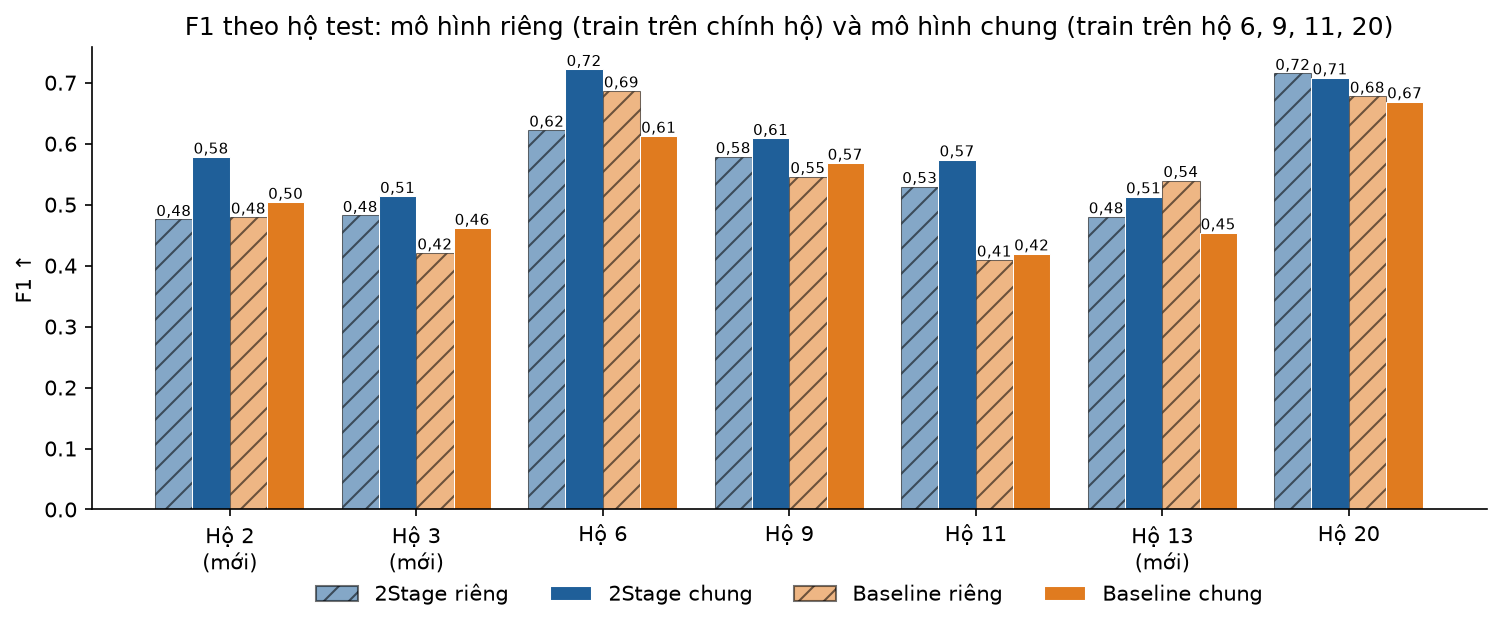 F1 theo hộ test: mô hình riêng (train trên chính hộ) và mô hình chung (train trên hộ 6, 9, 11, 20)
F1 ↑
0.7
0.6
0.5
0.4
0.3
0.2
0.1
0.0
0,48 0,58 0,48 0,50
0,48 0,51 0,42 0,46
0,62 0,72 0,69 0,61
0,58 0,61 0,55 0,57
0,53 0,57 0,41 0,42
0,48 0,51 0,54 0,45
0,72 0,71 0,68 0,67
Hộ 2
(mới)
Hộ 3
(mới)
Hộ 6
Hộ 9
Hộ 11
Hộ 13
(mới)
Hộ 20
2Stage riêng
2Stage chung
Baseline riêng
Baseline chung